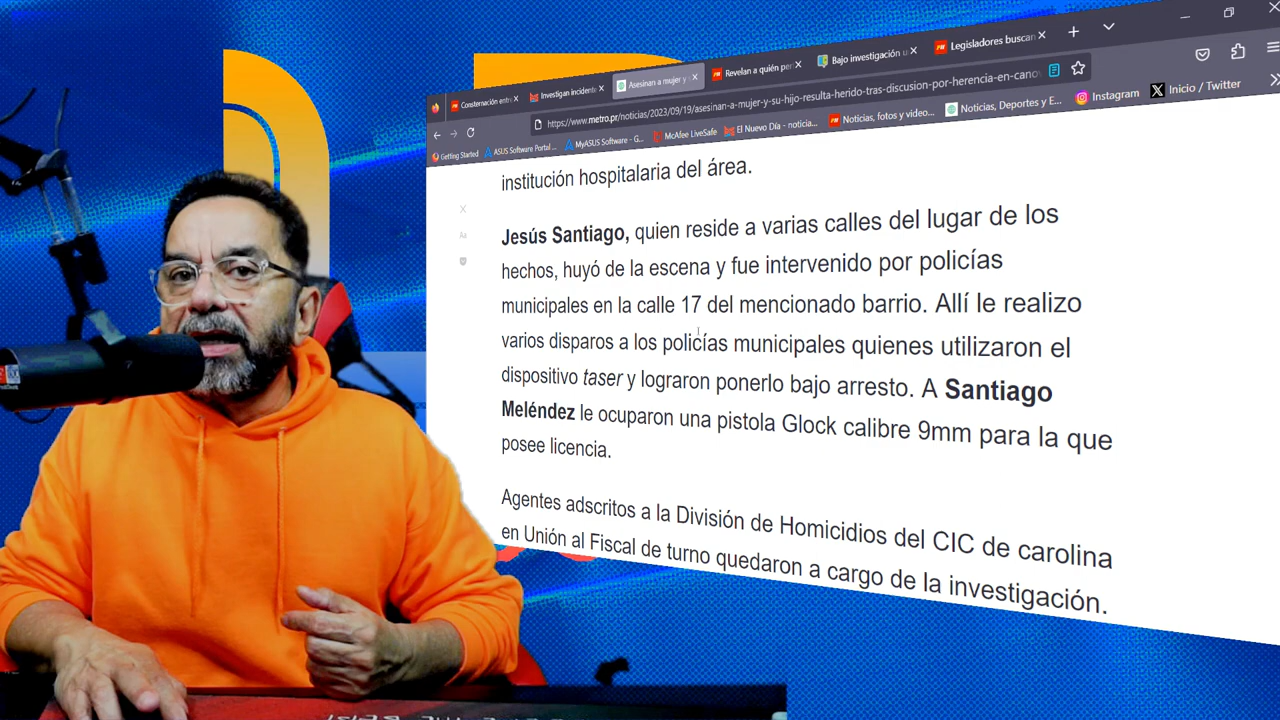 Consternación entr
Investigan incidente
Asesinan a mujer y s
Revelan a quién per
Bajo investigación u
Legisladores buscan
https://www.metro.pr/noticias/2023/09/19/asesinan-a-mujer-y-su-hijo-resulta-herido-tras-discusion-por-herencia-en-cano
Getting Started
ASUS Software Portal ...
MyASUS Software - G...
McAfee LiveSafe
El Nuevo Día - noticia...
Noticias, fotos y video...
Noticias, Deportes y E...
Instagram
Inicio / Twitter
institución hospitalaria del área.
Jesús Santiago, quien reside a varias calles del lugar de los
hechos, huyó de la escena y fue intervenido por policías
municipales en la calle 17 del mencionado barrio. Allí le realizo
varios disparos a los policías municipales quienes utilizaron el
dispositivo taser y lograron ponerlo bajo arresto. A Santiago
Meléndez le ocuparon una pistola Glock calibre 9mm para la que
posee licencia.
Agentes adscritos a la División de Homicidios del CIC de carolina
en Unión al Fiscal de turno quedaron a cargo de la investigación.